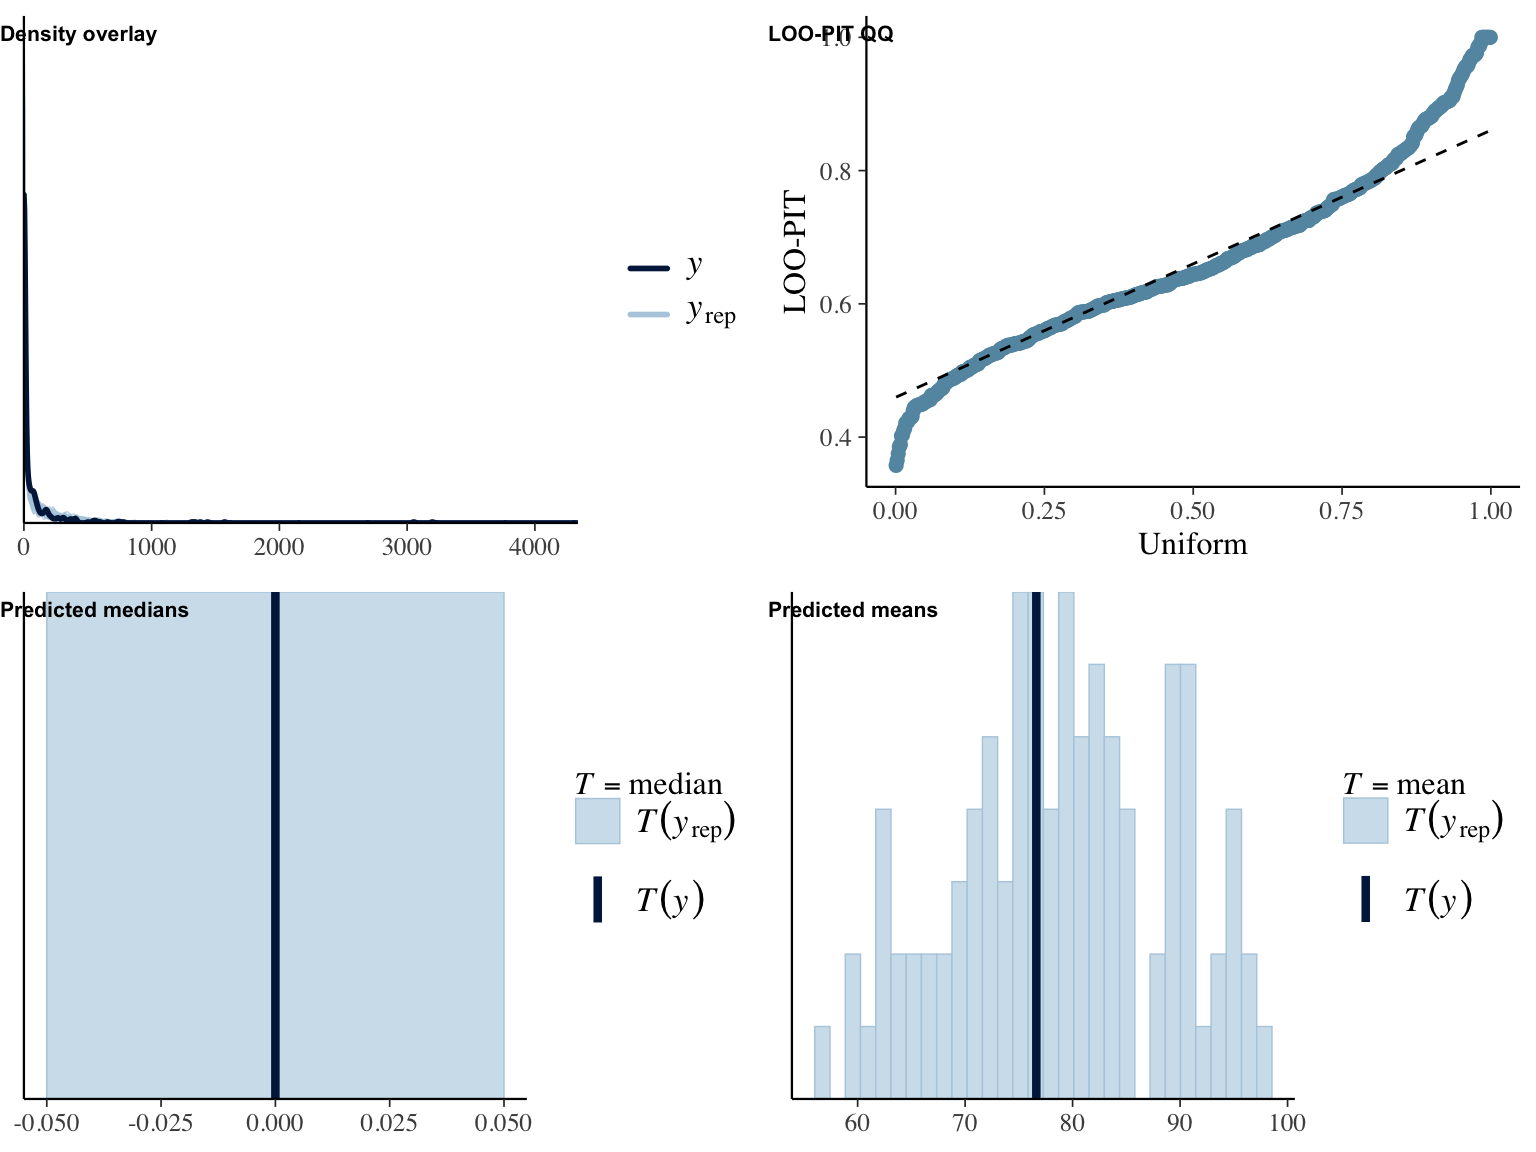 Density overlay
y
y rep
0 1000 2000 3000 4000
LOO-PIT QQ
1.0
0.8
0.6
0.4
LOO-PIT
0.00 0.25 0.50 0.75 1.00
Uniform
Predicted medians
T = median
T(y rep)
T(y)
-0.050 -0.025 0.000 0.025 0.050
Predicted means
T = mean
T(y rep)
T(y)
60 70 80 90 100